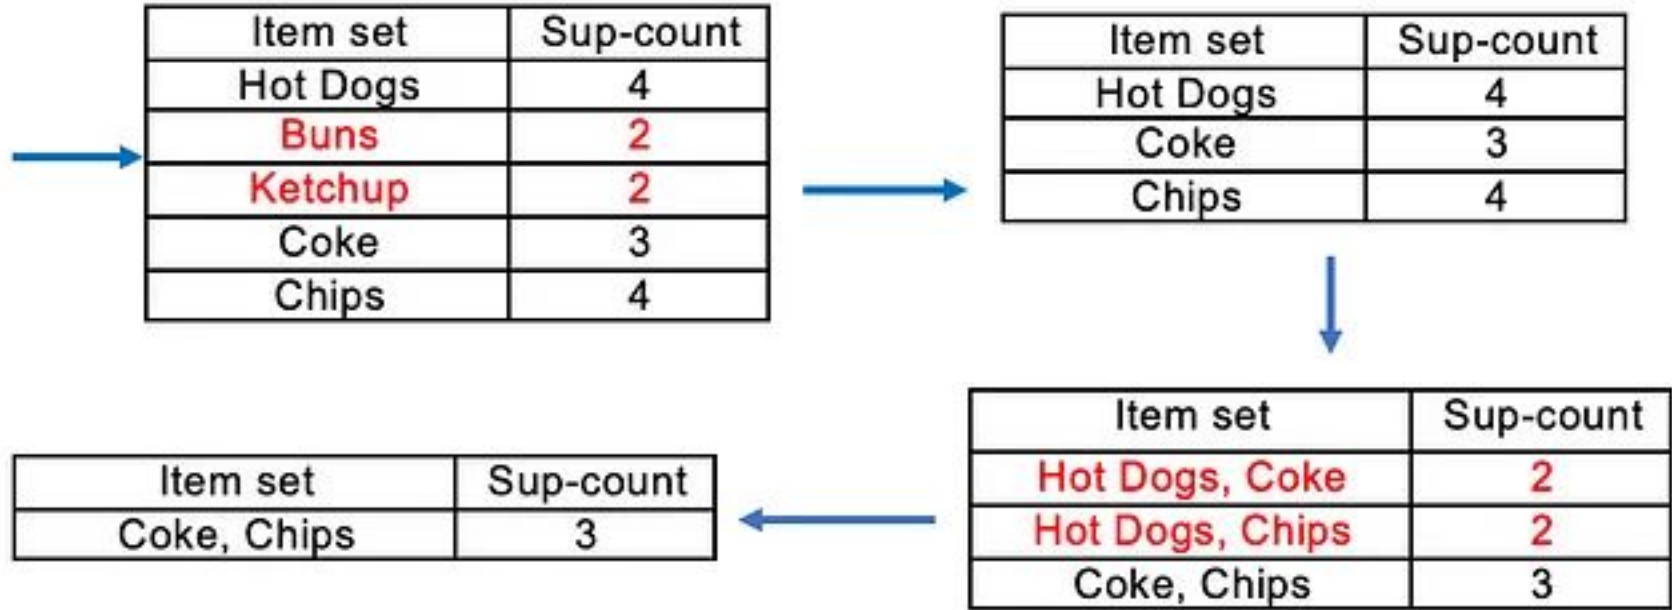 Item set Sup-count
Hot Dogs 4
Buns 2
Ketchup 2
Coke 3
Chips 4
Item set Sup-count
Hot Dogs 4
Coke 3
Chips 4
Item set Sup-count
Hot Dogs, Coke 2
Hot Dogs, Chips 2
Coke, Chips 3
Item set Sup-count
Coke, Chips 3